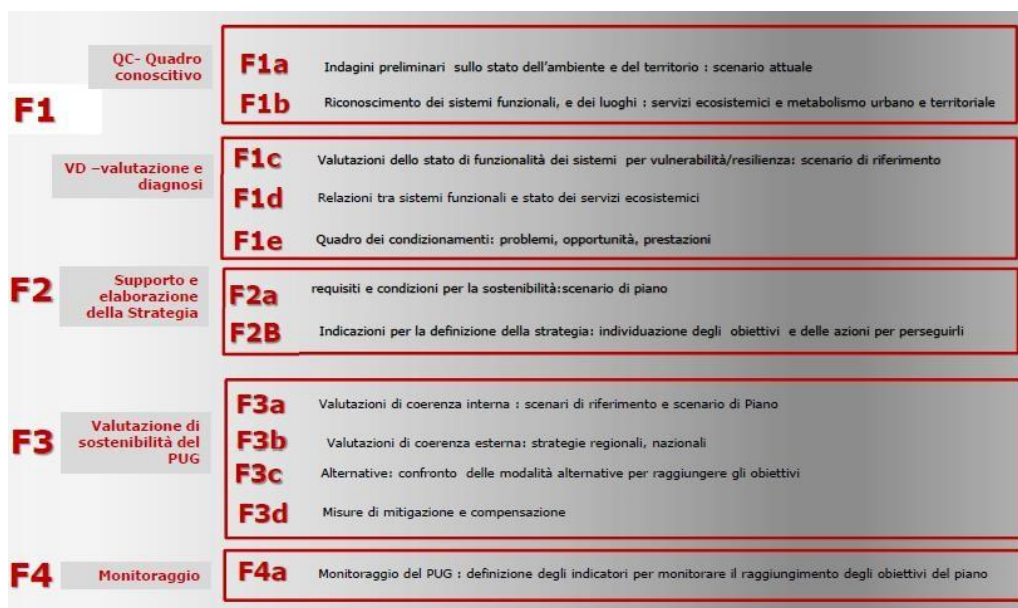 QC- Quadro
conoscitivo
F1
F1a Indagini preliminari sullo stato dell'ambiente e del territorio : scenario attuale
F1b Riconoscimento dei sistemi funzionali, e dei luoghi : servizi ecosistemici e metabolismo urbano e territoriale
VD –valutazione e
diagnosi
F1c Valutazioni dello stato di funzionalità dei sistemi per vulnerabilità/resilienza: scenario di riferimento
F1d Relazioni tra sistemi funzionali e stato dei servizi ecosistemici
F1e Quadro dei condizionamenti: problemi, opportunità, prestazioni
F2
Supporto e
elaborazione
della Strategia
F2a requisiti e condizioni per la sostenibilità:scenario di piano
F2B Indicazioni per la definizione della strategia: individuazione degli obiettivi e delle azioni per perseguirli
F3
Valutazione di
sostenibilità del
PUG
F3a Valutazioni di coerenza interna : scenari di riferimento e scenario di Piano
F3b Valutazioni di coerenza esterna: strategie regionali, nazionali
F3c Alternative: confronto delle modalità alternative per raggiungere gli obiettivi
F3d Misure di mitigazione e compensazione
F4
Monitoraggio
F4a Monitoraggio del PUG : definizione degli indicatori per monitorare il raggiungimento degli obiettivi del piano